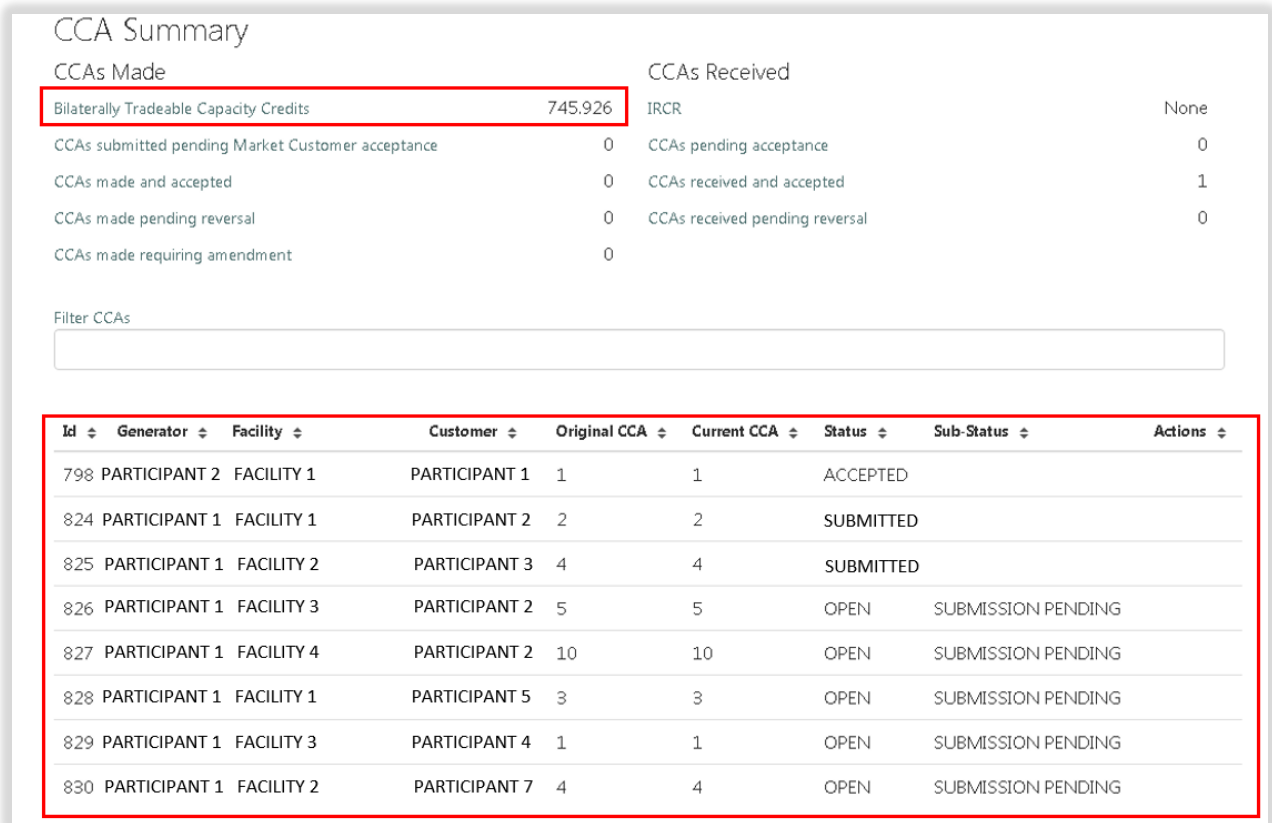 CCA Summary
CCAs Made CCAs Received
Bilaterally Tradeable Capacity Credits 745.926 IRCR None
CCAs submitted pending Market Customer acceptance 0 CCAs pending acceptance 0
CCAs made and accepted 0 CCAs received and accepted 1
CCAs made pending reversal 0 CCAs received pending reversal 0
CCAs made requiring amendment 0
Filter CCAs
Id Generator Facility Customer Original CCA Current CCA Status Sub-Status Actions
798 PARTICIPANT 2 FACILITY 1 PARTICIPANT 1 1 1 ACCEPTED
824 PARTICIPANT 1 FACILITY 1 PARTICIPANT 2 2 2 SUBMITTED
825 PARTICIPANT 1 FACILITY 2 PARTICIPANT 3 4 4 SUBMITTED
826 PARTICIPANT 1 FACILITY 3 PARTICIPANT 2 5 5 OPEN SUBMISSION PENDING
827 PARTICIPANT 1 FACILITY 4 PARTICIPANT 2 10 10 OPEN SUBMISSION PENDING
828 PARTICIPANT 1 FACILITY 1 PARTICIPANT 5 3 3 OPEN SUBMISSION PENDING
829 PARTICIPANT 1 FACILITY 3 PARTICIPANT 4 1 1 OPEN SUBMISSION PENDING
830 PARTICIPANT 1 FACILITY 2 PARTICIPANT 7 4 4 OPEN SUBMISSION PENDING